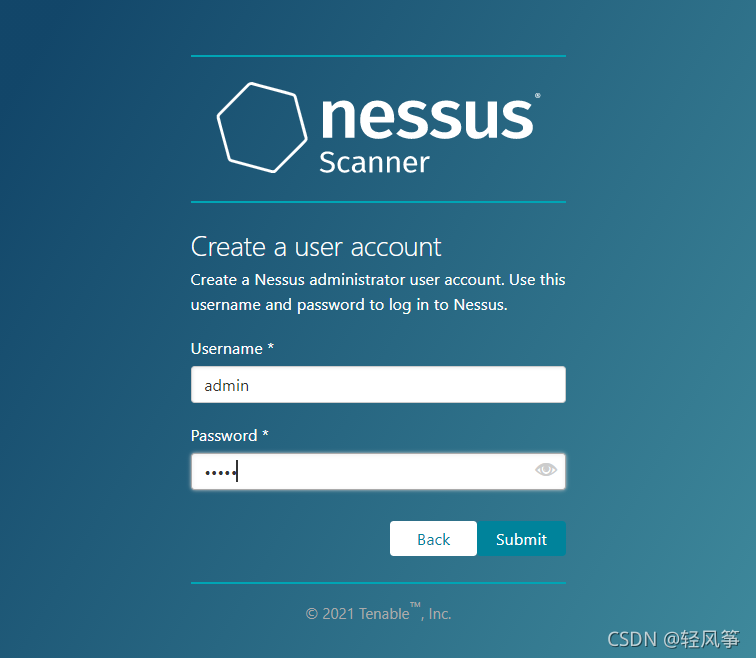 nessus®
Scanner
Create a user account
Create a Nessus administrator user account. Use this
username and password to log in to Nessus.
Username *
admin
Password *
•••••
Back Submit
© 2021 Tenable™, Inc.
CSDN @轻风筝